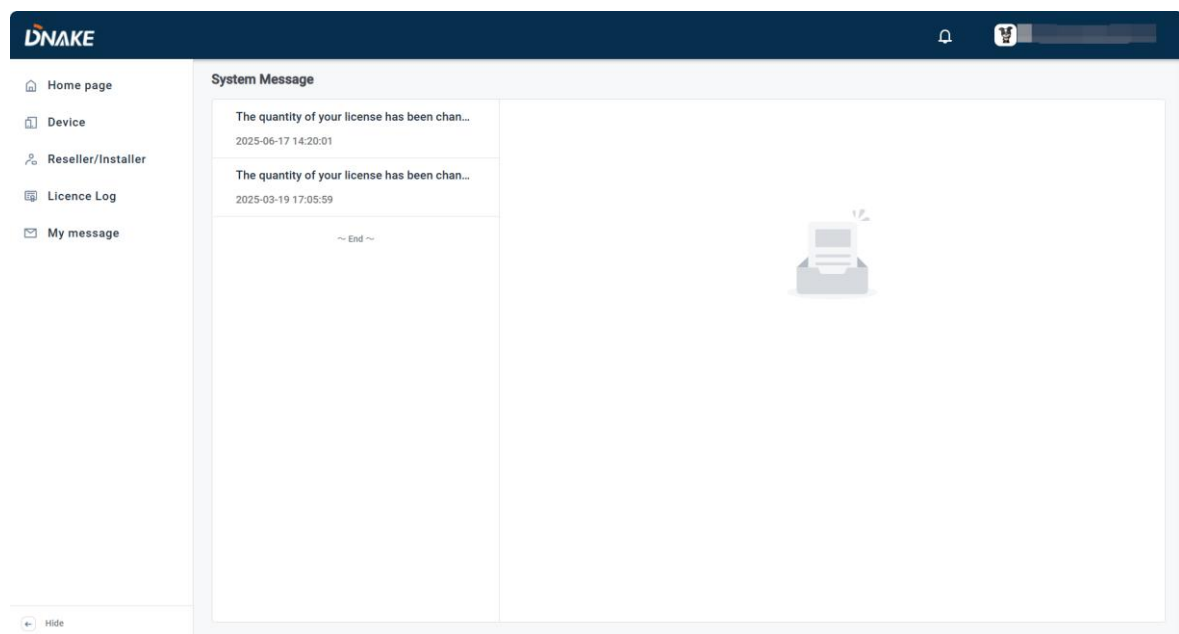 DNAKE
Home page
Device
Reseller/Installer
Licence Log
My message
Hide
System Message
The quantity of your license has been chan...
2025-06-17 14:20:01
The quantity of your license has been chan...
2025-03-19 17:05:59
～ End ～